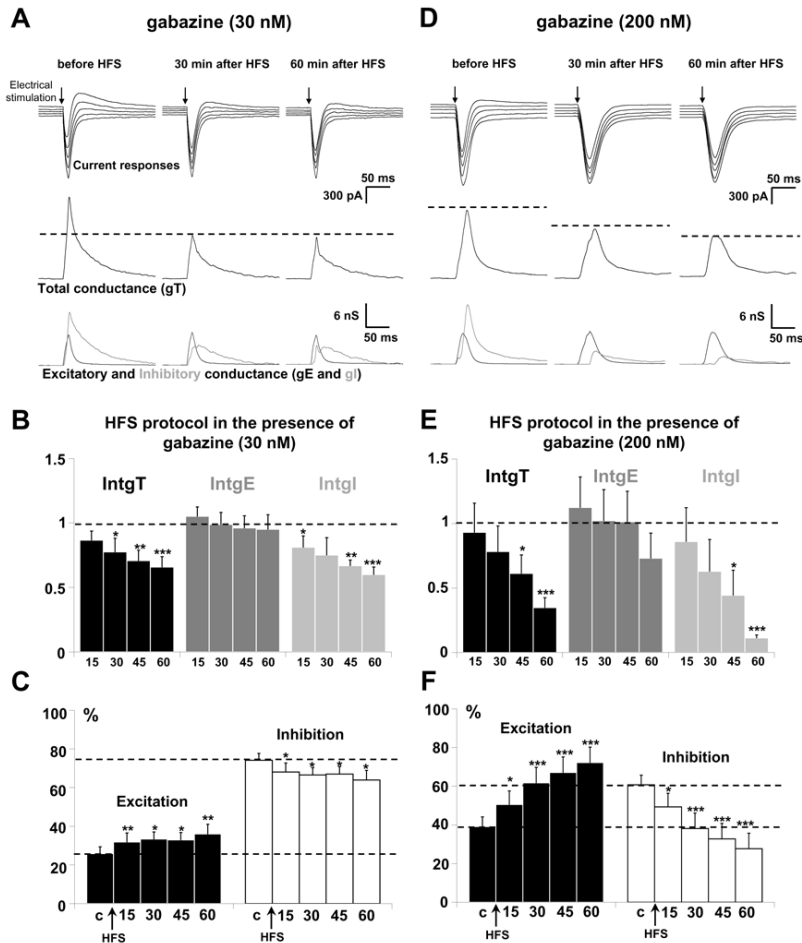 A
gabazine (30 nM)
before HFS
30 min after HFS
60 min after HFS
Electrical
stimulation
Current responses
50 ms
300 pA
Total conductance (gT)
6 nS
50 ms
Excitatory and Inhibitory conductance (gE and gI)
D
gabazine (200 nM)
before HFS
30 min after HFS
60 min after HFS
50 ms
300 pA
6 nS
50 ms
B
HFS protocol in the presence of
gabazine (30 nM)
1.5
1
0.5
0
IntgT
IntgE
IntgI
* ** ***
* ** ***
15 30 45 60
15 30 45 60
15 30 45 60
E
HFS protocol in the presence of
gabazine (200 nM)
1.5
1
0.5
0
IntgT
IntgE
IntgI
* ***
* ***
15 30 45 60
15 30 45 60
15 30 45 60
C
%
100
80
60
40
20
0
Excitation
Inhibition
** * * **
* * * *
c 15 30 45 60
HFS
c 15 30 45 60
HFS
F
%
100
80
60
40
20
0
Excitation
Inhibition
* *** *** ***
* *** *** ***
c 15 30 45 60
HFS
c 15 30 45 60
HFS